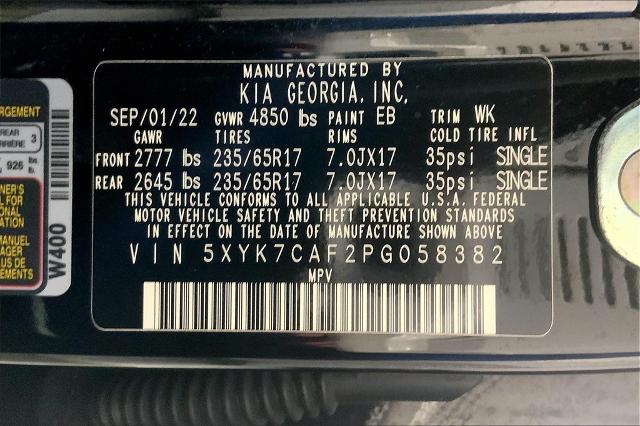 MANUFACTURED BY
KIA GEORGIA, INC.
SEP/01/22 GVWR 4850 lbs PAINT EB TRIM WK
GAWR TIRES RIMS COLD TIRE INFL
FRONT 2777 lbs 235/65R17 7.0JX17 35psi SINGLE
REAR 2645 lbs 235/65R17 7.0JX17 35psi SINGLE
THIS VEHICLE CONFORMS TO ALL APPLICABLE U.S.A. FEDERAL
MOTOR VEHICLE SAFETY AND THEFT PREVENTION STANDARDS
IN EFFECT ON THE DATE OF MANUFACTURE SHOWN ABOVE
VIN 5XYK7CAF2PG058382
MPV
REAR 3
926 lb.
W400